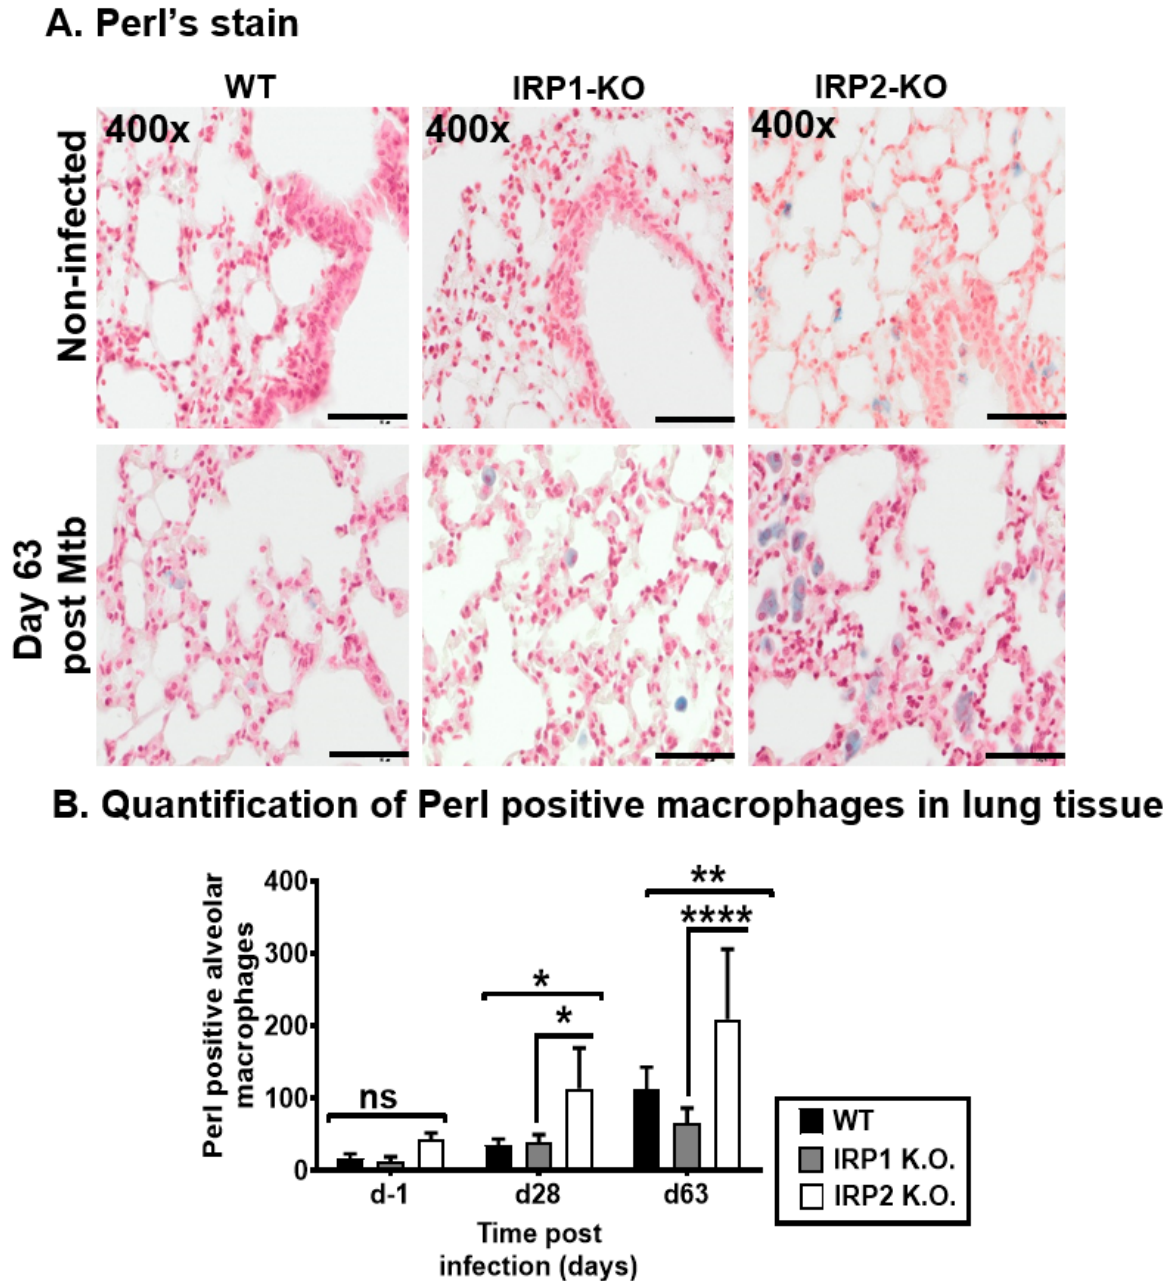 A. Perl's stain
WT
IRP1-KO
IRP2-KO
Non-infected
400x
400x
400x
Day 63
post Mtb
B. Quantification of Perl positive macrophages in lung tissue
Perl positive alveolar
macrophages
400
300
200
100
0
ns
*
*
**
****
d-1
d28
d63
Time post
infection (days)
WT
IRP1 K.O.
IRP2 K.O.